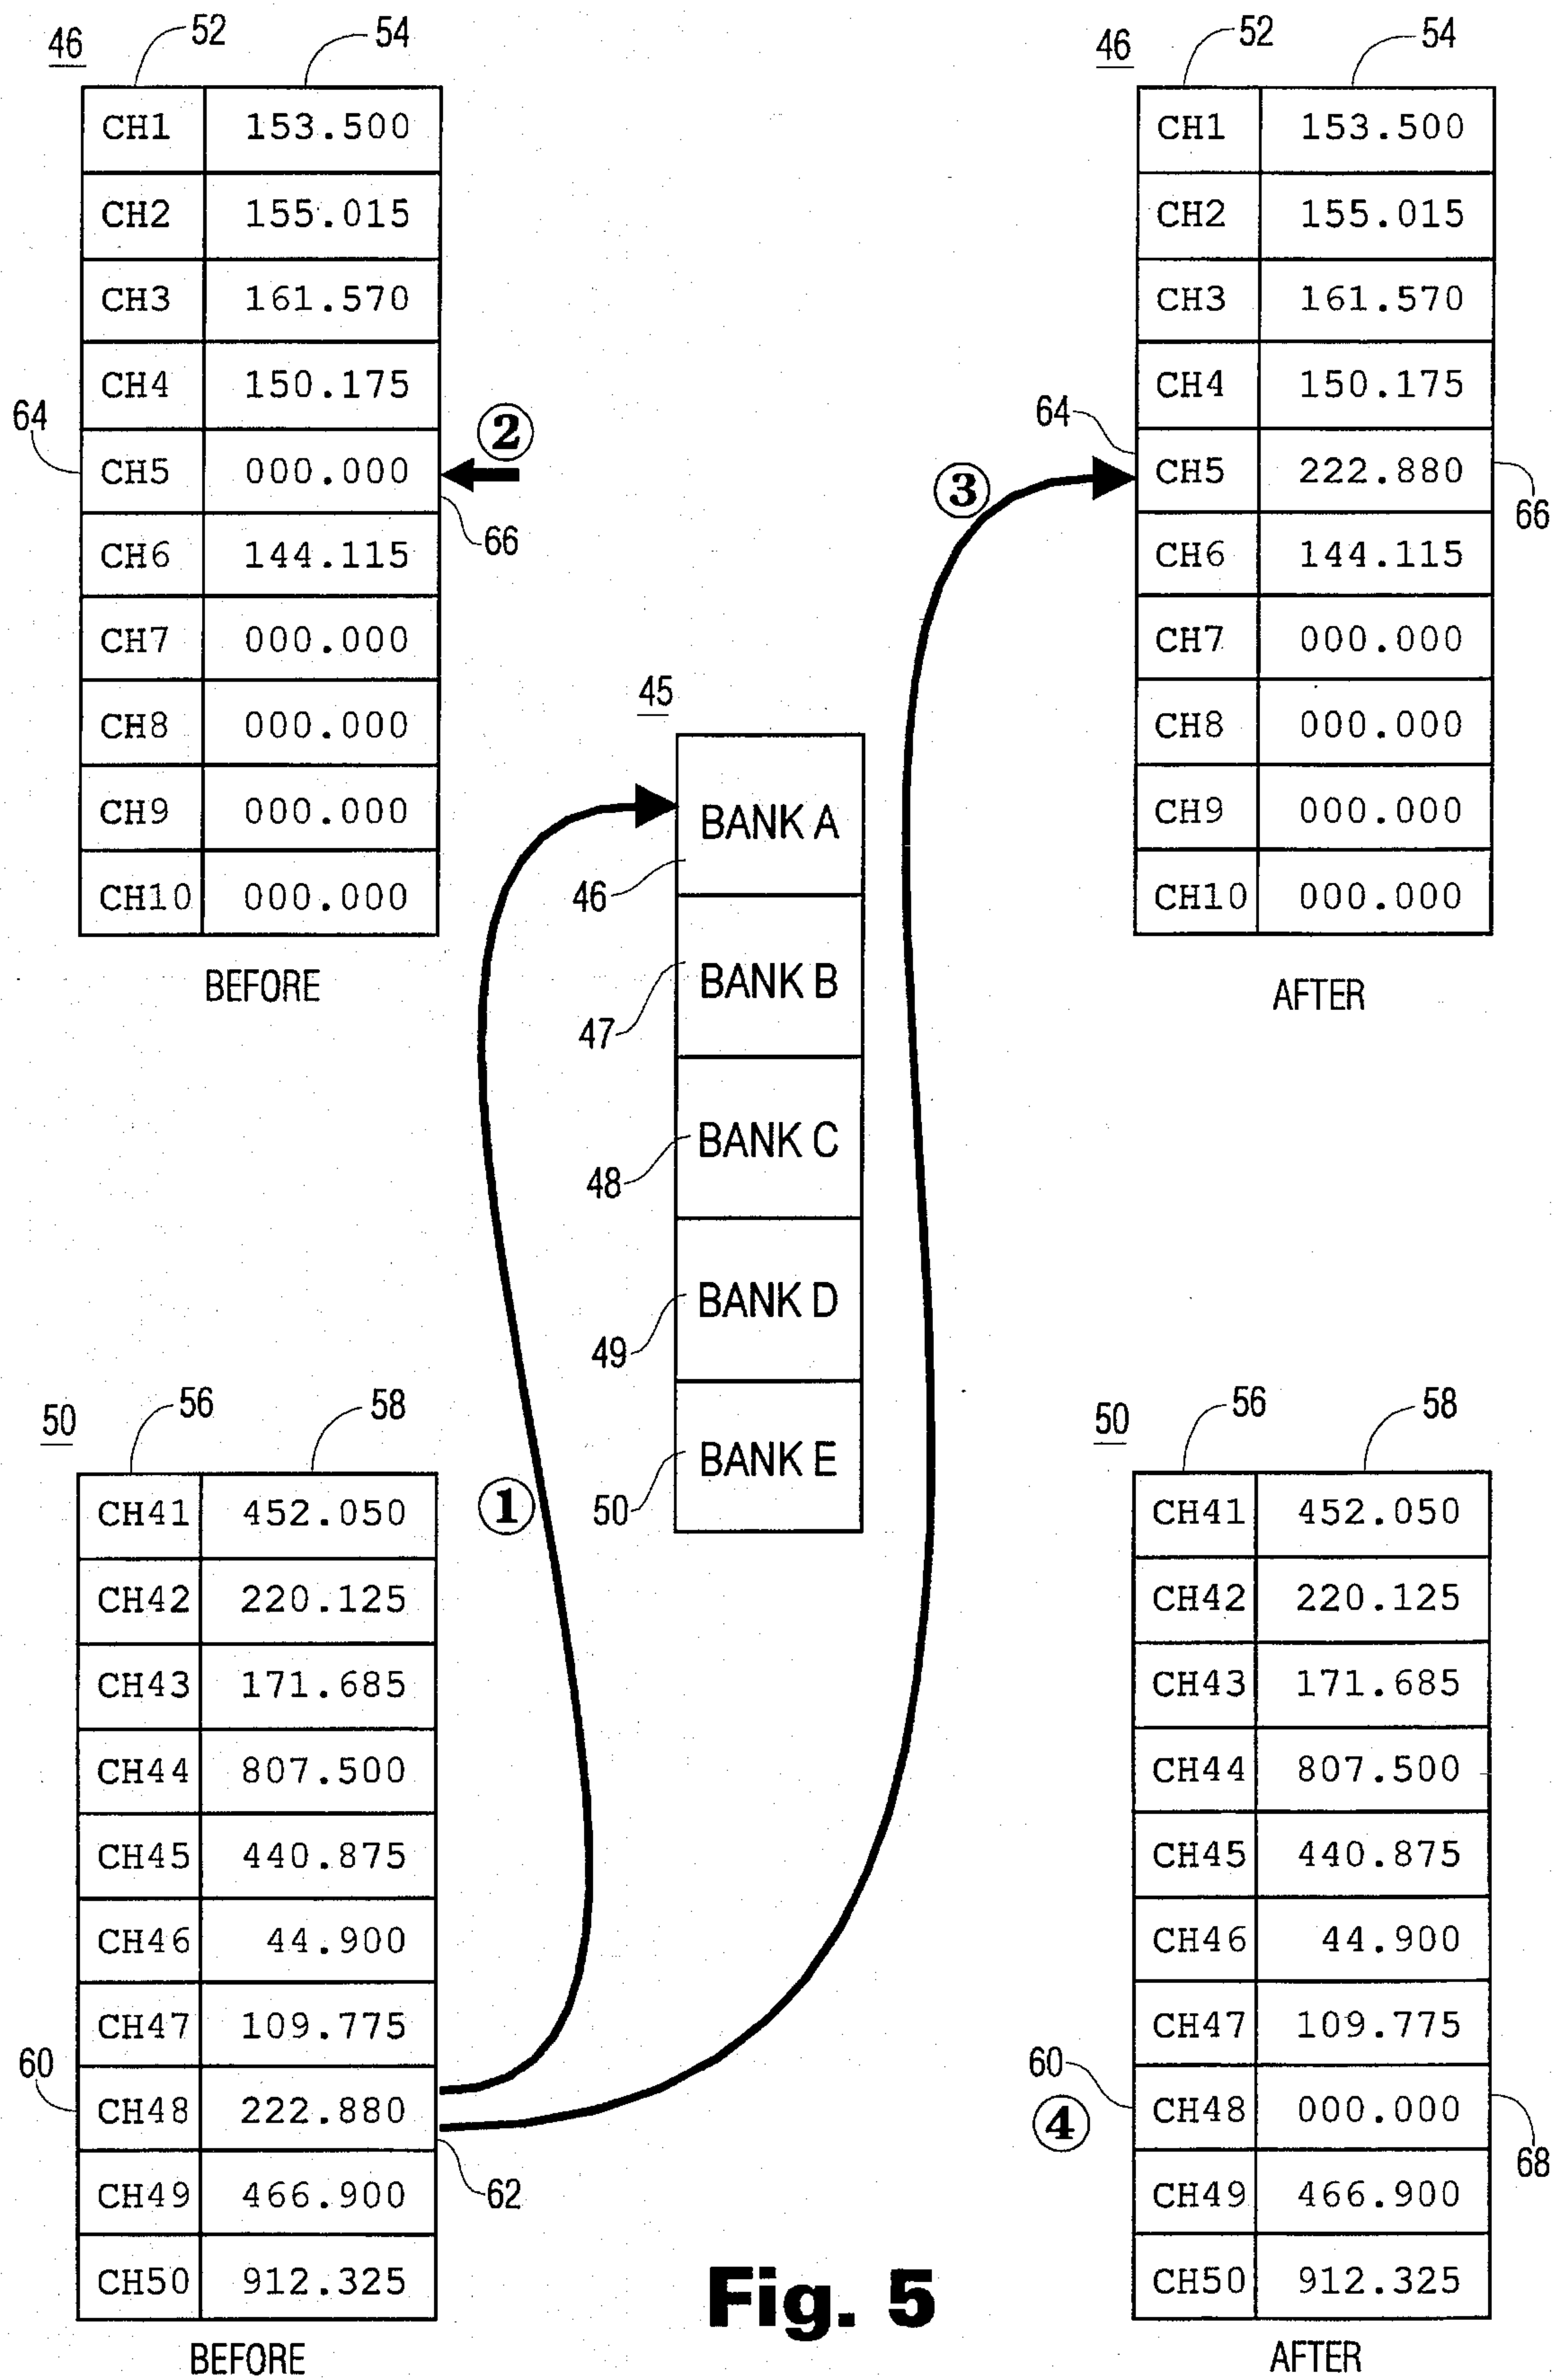 46 52 54
CH1 153.500
CH2 155.015
CH3 161.570
CH4 150.175
CH5 000.000
CH6 144.115
CH7 000.000
CH8 000.000
CH9 000.000
CH10 000.000
64
2
66
BEFORE
46 52 54
CH1 153.500
CH2 155.015
CH3 161.570
CH4 150.175
CH5 222.880
CH6 144.115
CH7 000.000
CH8 000.000
CH9 000.000
CH10 000.000
64
3
66
AFTER
45
BANK A
46
BANK B
47
BANK C
48
BANK D
49
BANK E
50
1
50 56 58
CH41 452.050
CH42 220.125
CH43 171.685
CH44 807.500
CH45 440.875
CH46 44.900
CH47 109.775
CH48 222.880
CH49 466.900
CH50 912.325
60
62
BEFORE
50 56 58
CH41 452.050
CH42 220.125
CH43 171.685
CH44 807.500
CH45 440.875
CH46 44.900
CH47 109.775
CH48 000.000
CH49 466.900
CH50 912.325
60
4
68
AFTER
Fig. 5